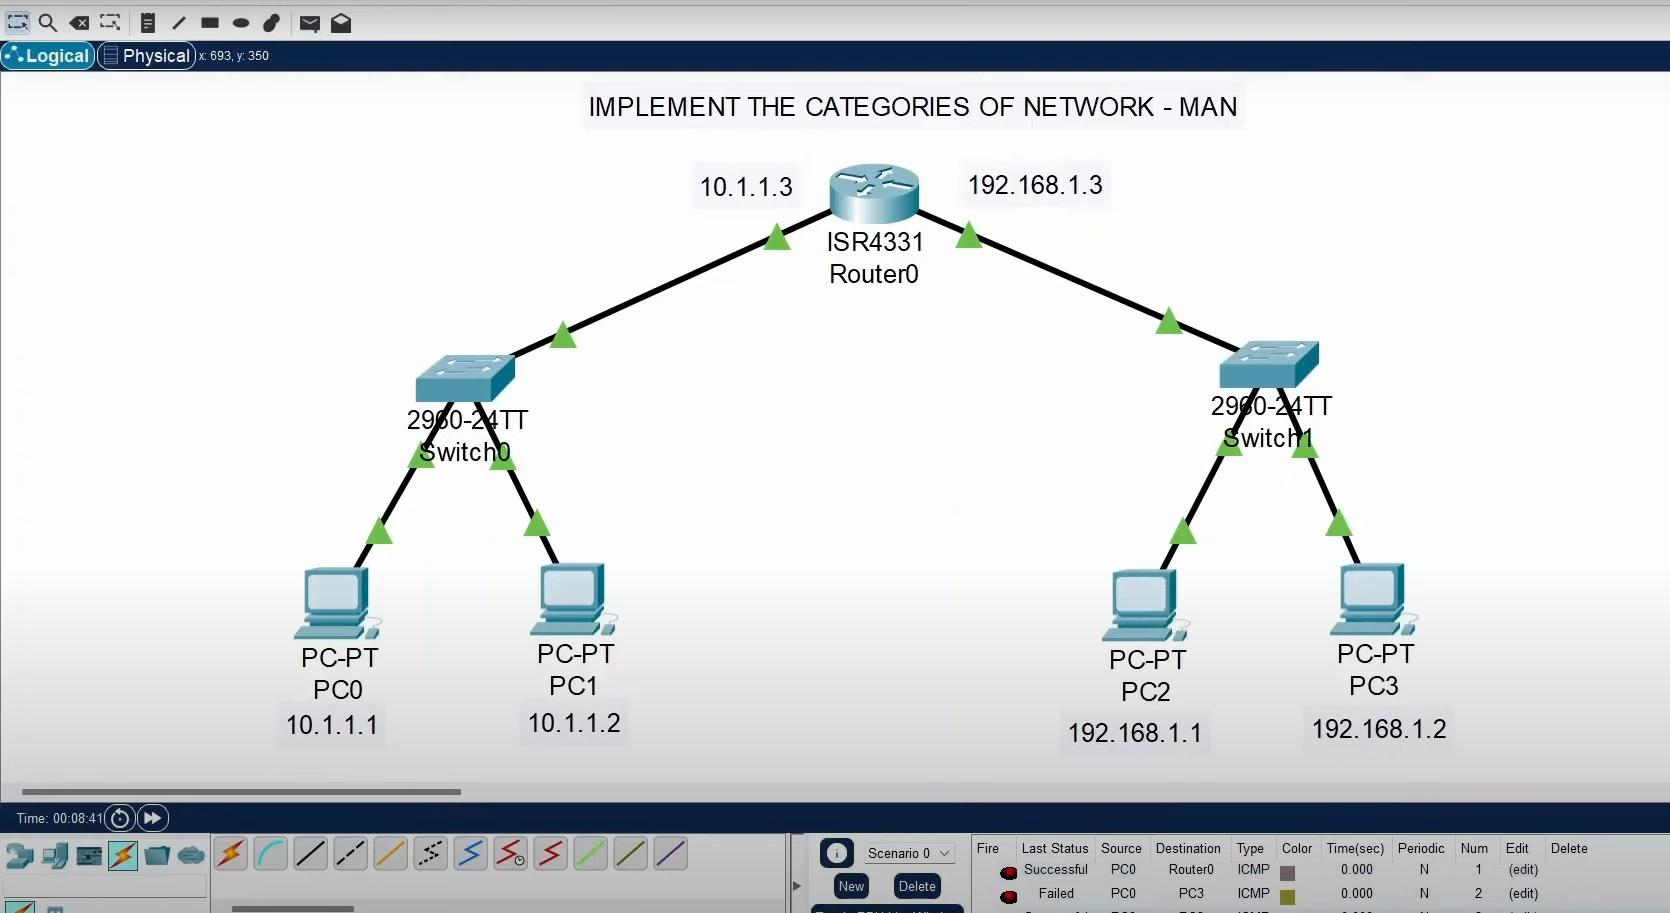 Logical Physical x: 693, y: 350
IMPLEMENT THE CATEGORIES OF NETWORK - MAN
10.1.1.3
192.168.1.3
ISR4331
Router0
2960-24TT
Switch0
2960-24TT
Switch1
PC-PT
PC0
10.1.1.1
PC-PT
PC1
10.1.1.2
PC-PT
PC2
192.168.1.1
PC-PT
PC3
192.168.1.2
Time: 00:08:41
Scenario 0
New Delete
Fire Last Status Source Destination Type Color Time(sec) Periodic Num Edit Delete
Successful PC0 Router0 ICMP 0.000 N 1 (edit)
Failed PC0 PC3 ICMP 0.000 N 2 (edit)